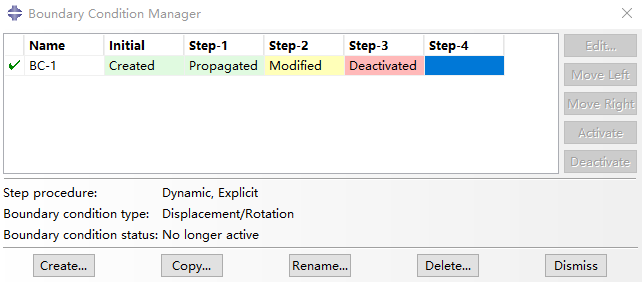 Boundary Condition Manager
Name Initial Step-1 Step-2 Step-3 Step-4
BC-1 Created Propagated Modified Deactivated
Edit...
Move Left
Move Right
Activate
Deactivate
Step procedure: Dynamic, Explicit
Boundary condition type: Displacement/Rotation
Boundary condition status: No longer active
Create... Copy... Rename... Delete... Dismiss